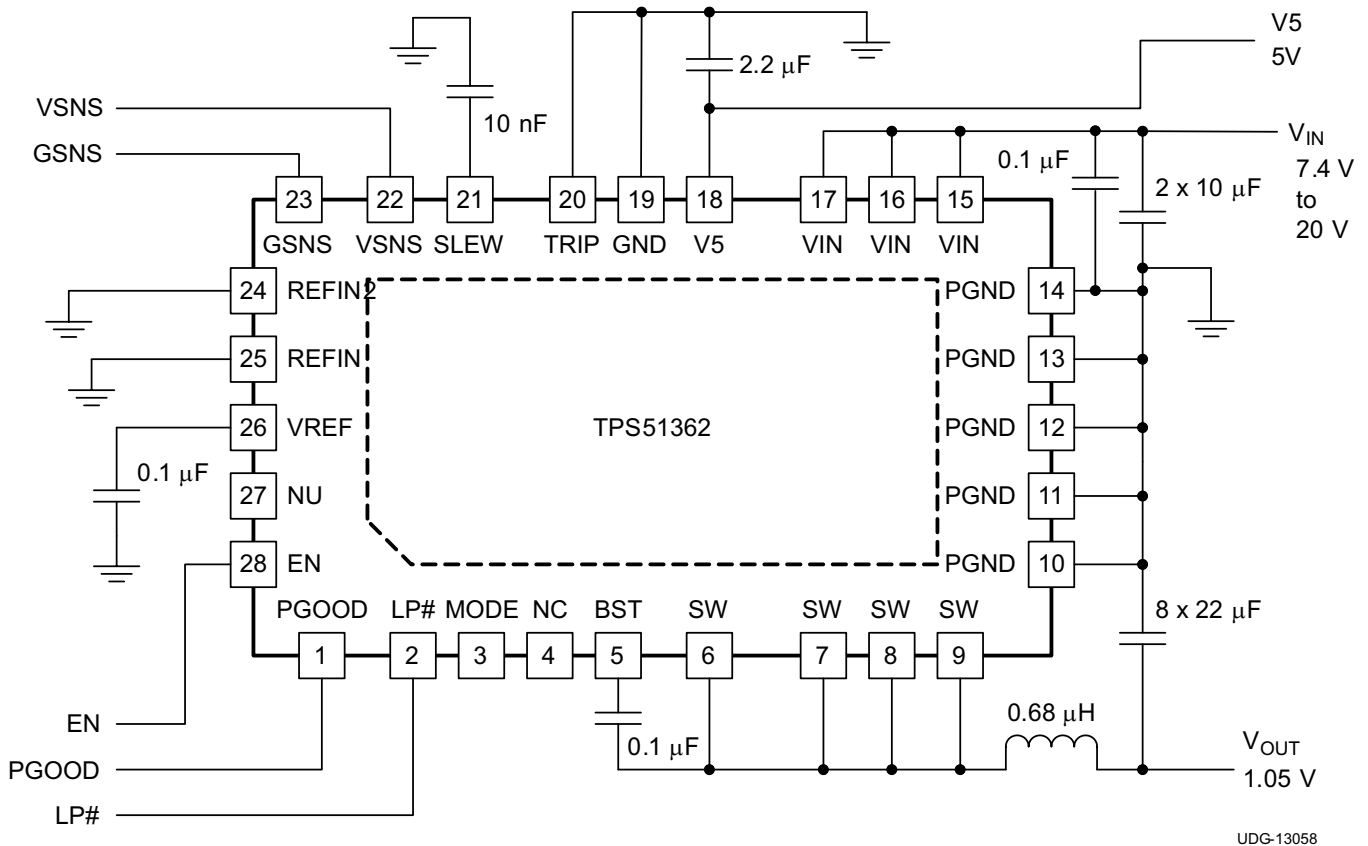 V5
5V
2.2 μF
VSNS
10 nF
GSNS
V_IN
7.4 V
to
20 V
0.1 μF
2 x 10 μF
23
22
21
20
19
18
17
16
15
GSNS
VSNS
SLEW
TRIP
GND
V5
VIN
VIN
VIN
24
REFIN2
PGND
14
25
REFIN
PGND
13
26
VREF
TPS51362
PGND
12
0.1 μF
27
NU
PGND
11
28
EN
PGND
10
PGOOD
LP#
MODE
NC
BST
SW
SW
SW
SW
8 x 22 μF
1
2
3
4
5
6
7
8
9
EN
0.1 μF
0.68 μH
PGOOD
V_OUT
1.05 V
LP#
UDG-13058